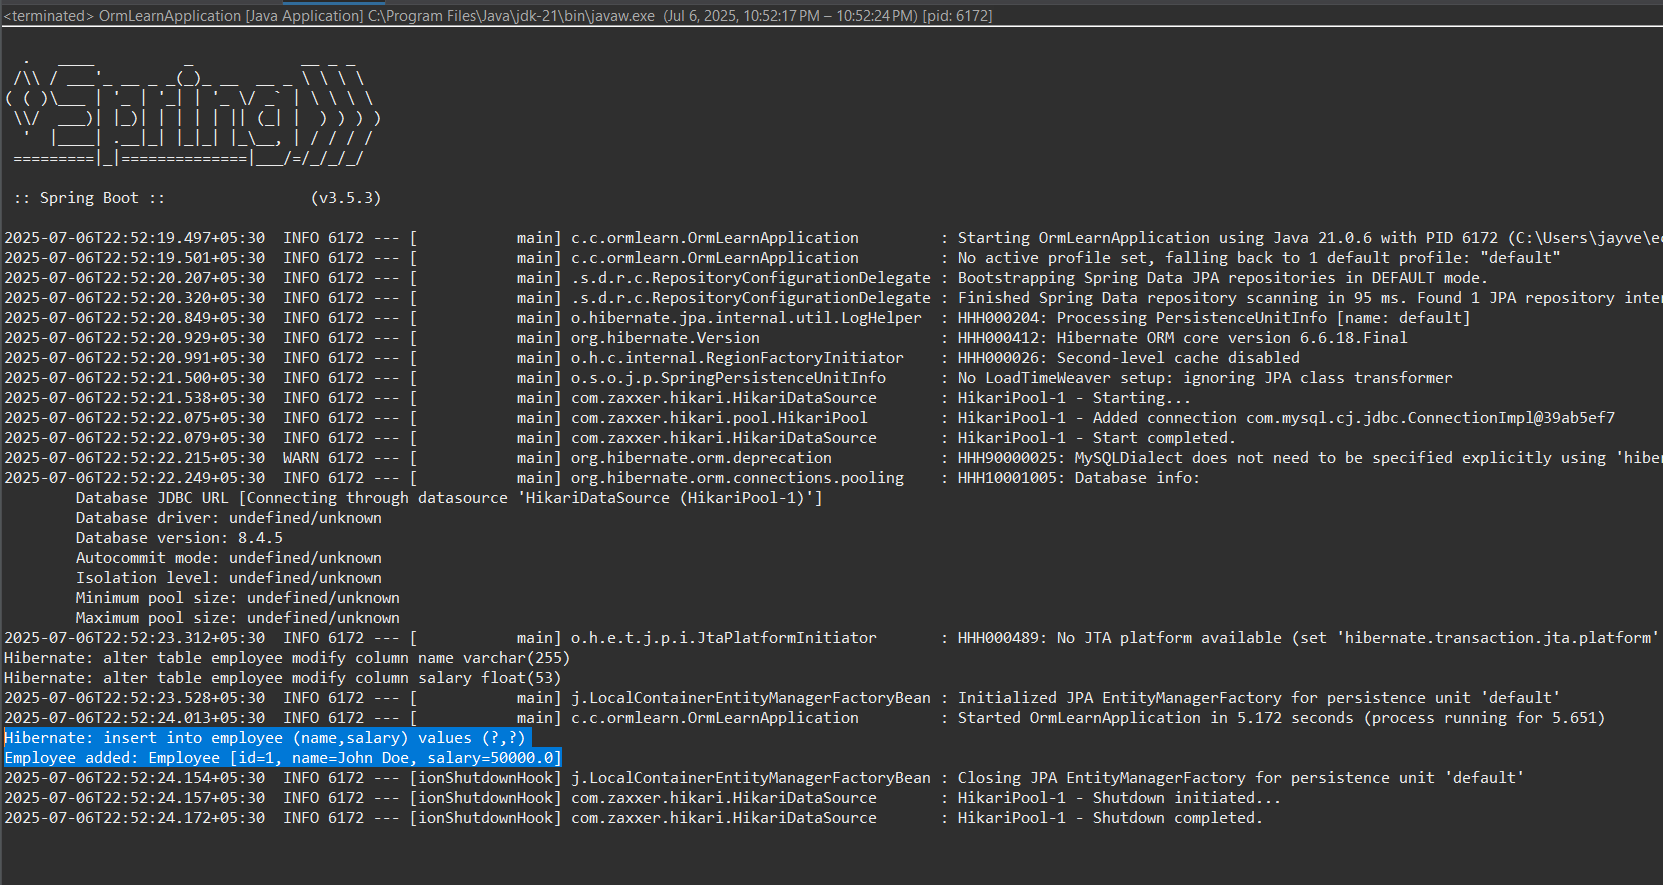 <terminated> OrmLearnApplication [Java Application] C:\Program Files\Java\jdk-21\bin\javaw.exe  (Jul 6, 2025, 10:52:17 PM – 10:52:24 PM) [pid: 6172]
  .   ____          _            __ _ _
 /\\ / ___'_ __ _ _(_)_ __  __ _ \ \ \ \
( ( )\___ | '_ | '_| | '_ \/ _` | \ \ \ \
 \\/  ___)| |_)| | | | | || (_| |  ) ) ) )
  '  |____| .__|_| |_|_| |_\__, | / / / /
 =========|_|==============|___/=/_/_/_/
 :: Spring Boot ::                (v3.5.3)
2025-07-06T22:52:19.497+05:30  INFO 6172 --- [           main] c.c.ormlearn.OrmLearnApplication         : Starting OrmLearnApplication using Java 21.0.6 with PID 6172 (C:\Users\jayve\ec
2025-07-06T22:52:19.501+05:30  INFO 6172 --- [           main] c.c.ormlearn.OrmLearnApplication         : No active profile set, falling back to 1 default profile: "default"
2025-07-06T22:52:20.207+05:30  INFO 6172 --- [           main] .s.d.r.c.RepositoryConfigurationDelegate : Bootstrapping Spring Data JPA repositories in DEFAULT mode.
2025-07-06T22:52:20.320+05:30  INFO 6172 --- [           main] .s.d.r.c.RepositoryConfigurationDelegate : Finished Spring Data repository scanning in 95 ms. Found 1 JPA repository inter
2025-07-06T22:52:20.849+05:30  INFO 6172 --- [           main] o.hibernate.jpa.internal.util.LogHelper  : HHH000204: Processing PersistenceUnitInfo [name: default]
2025-07-06T22:52:20.929+05:30  INFO 6172 --- [           main] org.hibernate.Version                    : HHH000412: Hibernate ORM core version 6.6.18.Final
2025-07-06T22:52:20.991+05:30  INFO 6172 --- [           main] o.h.c.internal.RegionFactoryInitiator    : HHH000026: Second-level cache disabled
2025-07-06T22:52:21.500+05:30  INFO 6172 --- [           main] o.s.o.j.p.SpringPersistenceUnitInfo      : No LoadTimeWeaver setup: ignoring JPA class transformer
2025-07-06T22:52:21.538+05:30  INFO 6172 --- [           main] com.zaxxer.hikari.HikariDataSource       : HikariPool-1 - Starting...
2025-07-06T22:52:22.075+05:30  INFO 6172 --- [           main] com.zaxxer.hikari.pool.HikariPool        : HikariPool-1 - Added connection com.mysql.cj.jdbc.ConnectionImpl@39ab5ef7
2025-07-06T22:52:22.079+05:30  INFO 6172 --- [           main] com.zaxxer.hikari.HikariDataSource       : HikariPool-1 - Start completed.
2025-07-06T22:52:22.215+05:30  WARN 6172 --- [           main] org.hibernate.orm.deprecation            : HHH90000025: MySQLDialect does not need to be specified explicitly using 'hiber
2025-07-06T22:52:22.249+05:30  INFO 6172 --- [           main] org.hibernate.orm.connections.pooling    : HHH10001005: Database info:
        Database JDBC URL [Connecting through datasource 'HikariDataSource (HikariPool-1)']
        Database driver: undefined/unknown
        Database version: 8.4.5
        Autocommit mode: undefined/unknown
        Isolation level: undefined/unknown
        Minimum pool size: undefined/unknown
        Maximum pool size: undefined/unknown
2025-07-06T22:52:23.312+05:30  INFO 6172 --- [           main] o.h.e.t.j.p.i.JtaPlatformInitiator       : HHH000489: No JTA platform available (set 'hibernate.transaction.jta.platform'
Hibernate: alter table employee modify column name varchar(255)
Hibernate: alter table employee modify column salary float(53)
2025-07-06T22:52:23.528+05:30  INFO 6172 --- [           main] j.LocalContainerEntityManagerFactoryBean : Initialized JPA EntityManagerFactory for persistence unit 'default'
2025-07-06T22:52:24.013+05:30  INFO 6172 --- [           main] c.c.ormlearn.OrmLearnApplication         : Started OrmLearnApplication in 5.172 seconds (process running for 5.651)
Hibernate: insert into employee (name,salary) values (?,?)
Employee added: Employee [id=1, name=John Doe, salary=50000.0]
2025-07-06T22:52:24.154+05:30  INFO 6172 --- [ionShutdownHook] j.LocalContainerEntityManagerFactoryBean : Closing JPA EntityManagerFactory for persistence unit 'default'
2025-07-06T22:52:24.157+05:30  INFO 6172 --- [ionShutdownHook] com.zaxxer.hikari.HikariDataSource       : HikariPool-1 - Shutdown initiated...
2025-07-06T22:52:24.172+05:30  INFO 6172 --- [ionShutdownHook] com.zaxxer.hikari.HikariDataSource       : HikariPool-1 - Shutdown completed.